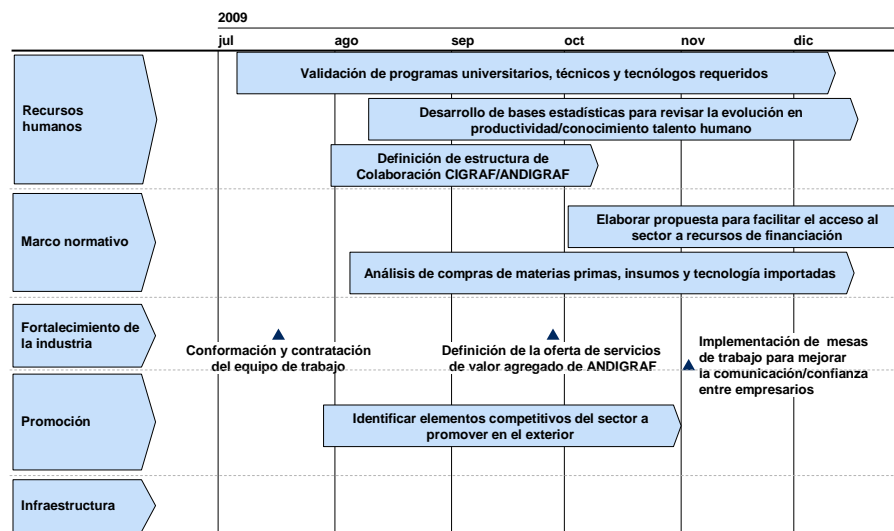 2009
jul
ago
sep
oct
nov
dic
Recursos
humanos
Validación de programas universitarios, técnicos y tecnólogos requeridos
Desarrollo de bases estadísticas para revisar la evolución en
productividad/conocimiento talento humano
Definición de estructura de
Colaboración CIGRAF/ANDIGRAF
Marco normativo
Elaborar propuesta para facilitar el acceso al
sector a recursos de financiación
Análisis de compras de materias primas, insumos y tecnología importadas
Fortalecimiento de
la industria
Conformación y contratación
del equipo de trabajo
Definición de la oferta de servicios
de valor agregado de ANDIGRAF
Implementación de mesas
de trabajo para mejorar
la comunicación/confianza
entre empresarios
Promoción
Identificar elementos competitivos del sector a
promover en el exterior
Infraestructura